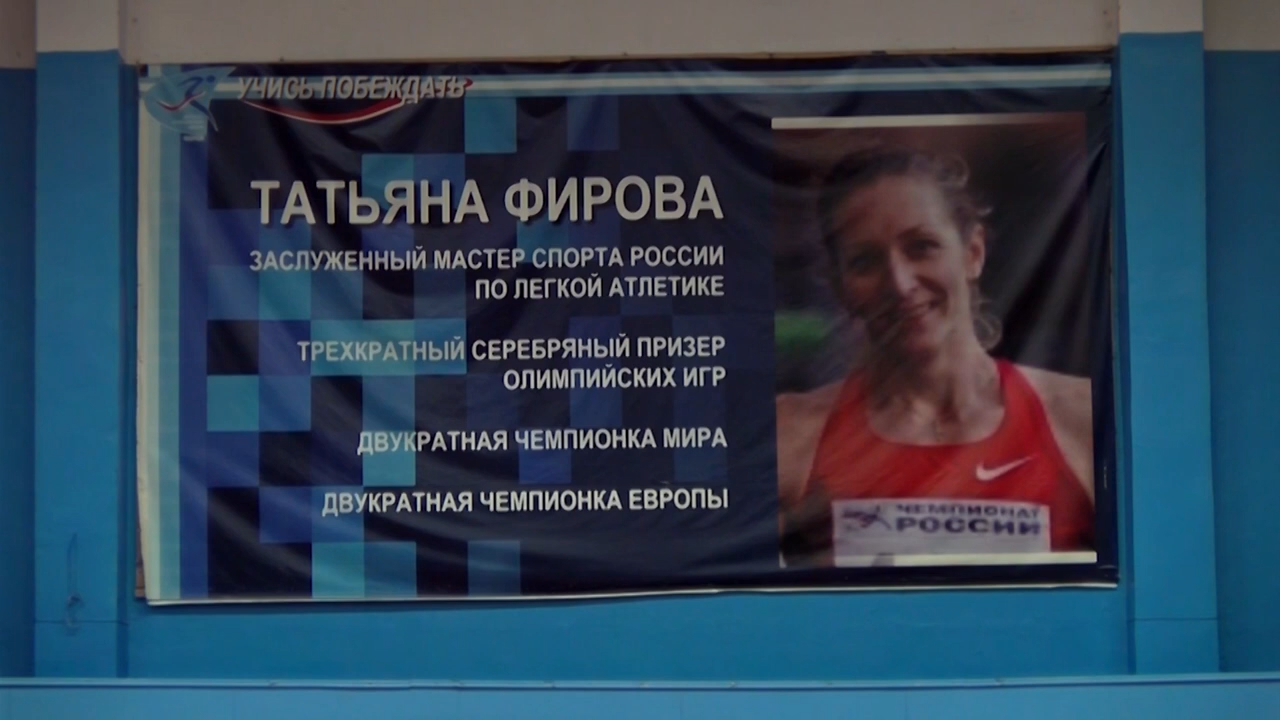 УЧИСЬ ПОБЕЖДАТЬ
ТАТЬЯНА ФИРОВА
ЗАСЛУЖЕННЫЙ МАСТЕР СПОРТА РОССИИ
ПО ЛЕГКОЙ АТЛЕТИКЕ
ТРЕХКРАТНЫЙ СЕРЕБРЯНЫЙ ПРИЗЕР
ОЛИМПИЙСКИХ ИГР
ДВУКРАТНАЯ ЧЕМПИОНКА МИРА
ДВУКРАТНАЯ ЧЕМПИОНКА ЕВРОПЫ
ЧЕМПИОНАТ
РОССИИ